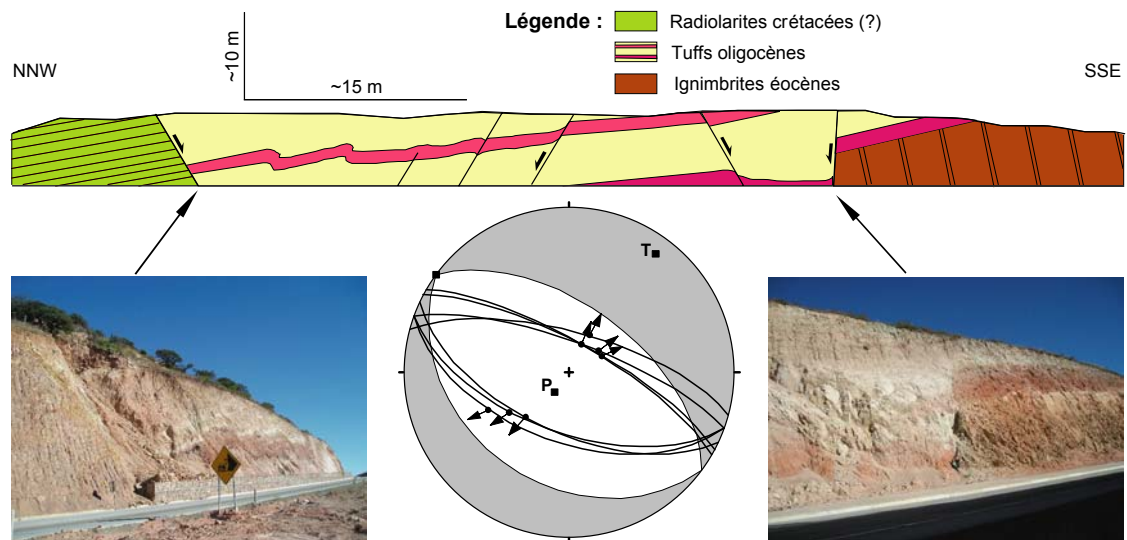 Légende :
Radiolarites crétacées (?)
Tuffs oligocènes
Ignimbrites éocènes
NNW
SSE
~10 m
~15 m
T
P